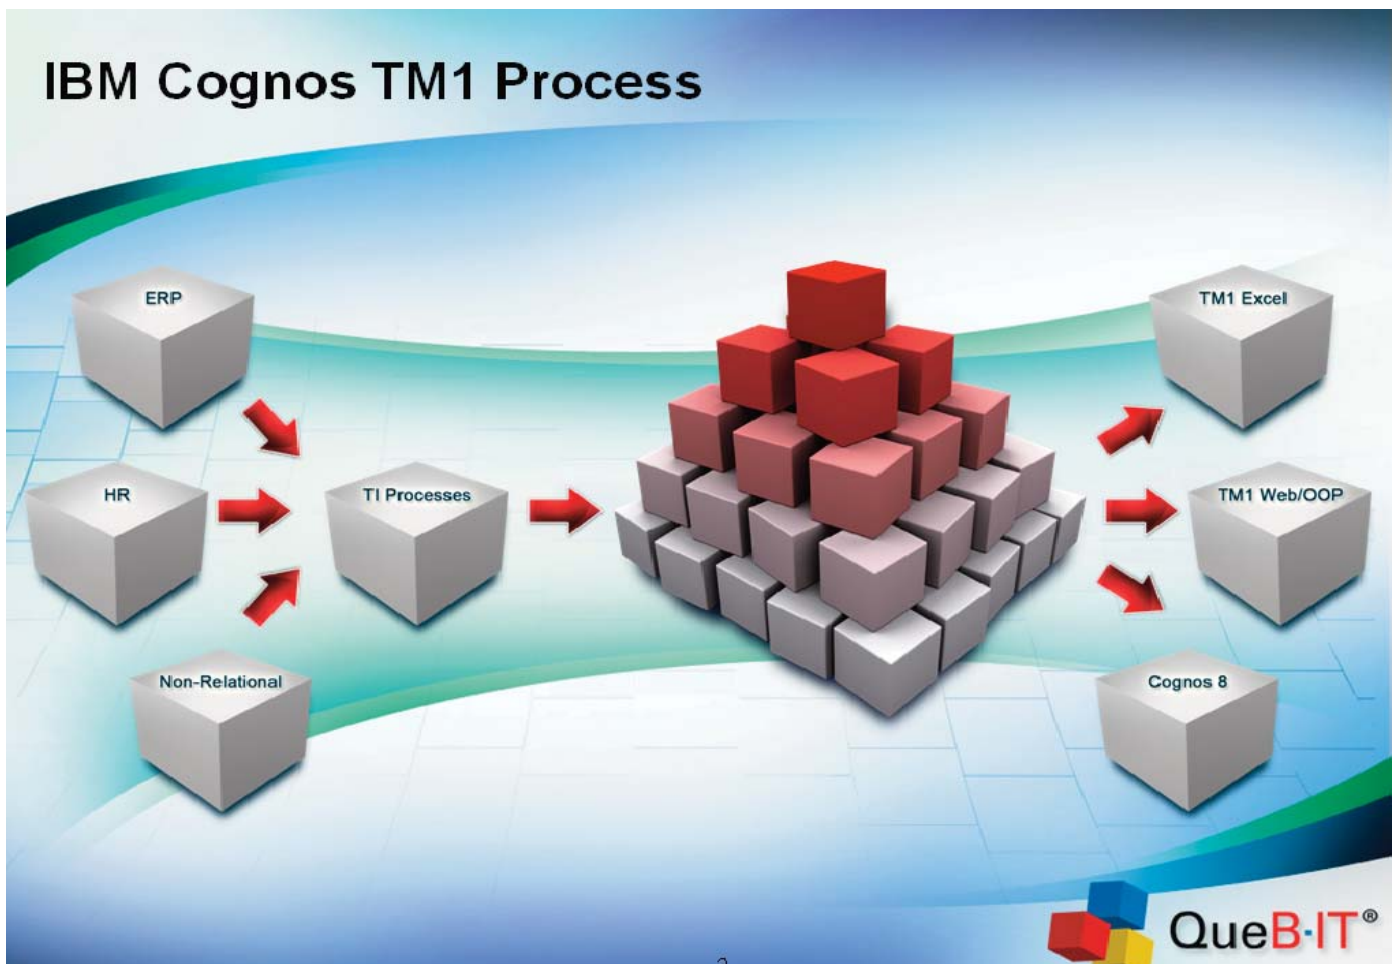 IBM Cognos TM1 Process
ERP
TM1 Excel
HR
TI Processes
TM1 Web/OOP
Non-Relational
Cognos 8
QueB·IT®